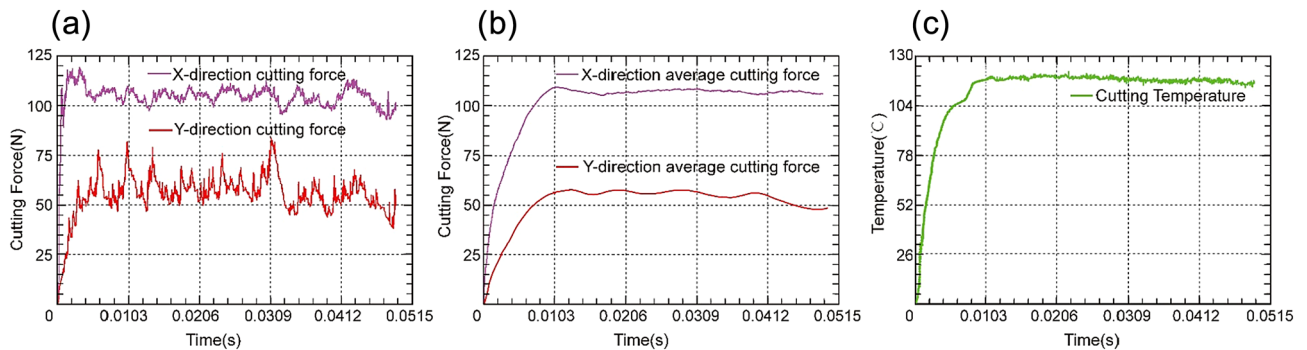 (a)
125
100
75
50
25
0
0.0103
0.0206
0.0309
0.0412
0.0515
Cutting Force(N)
Time(s)
X-direction cutting force
Y-direction cutting force
(b)
125
100
75
50
25
0
0.0103
0.0206
0.0309
0.0412
0.0515
Cutting Force(N)
Time(s)
X-direction average cutting force
Y-direction average cutting force
(c)
130
104
78
52
26
0
0.0103
0.0206
0.0309
0.0412
0.0515
Temperature(℃)
Time(s)
Cutting Temperature